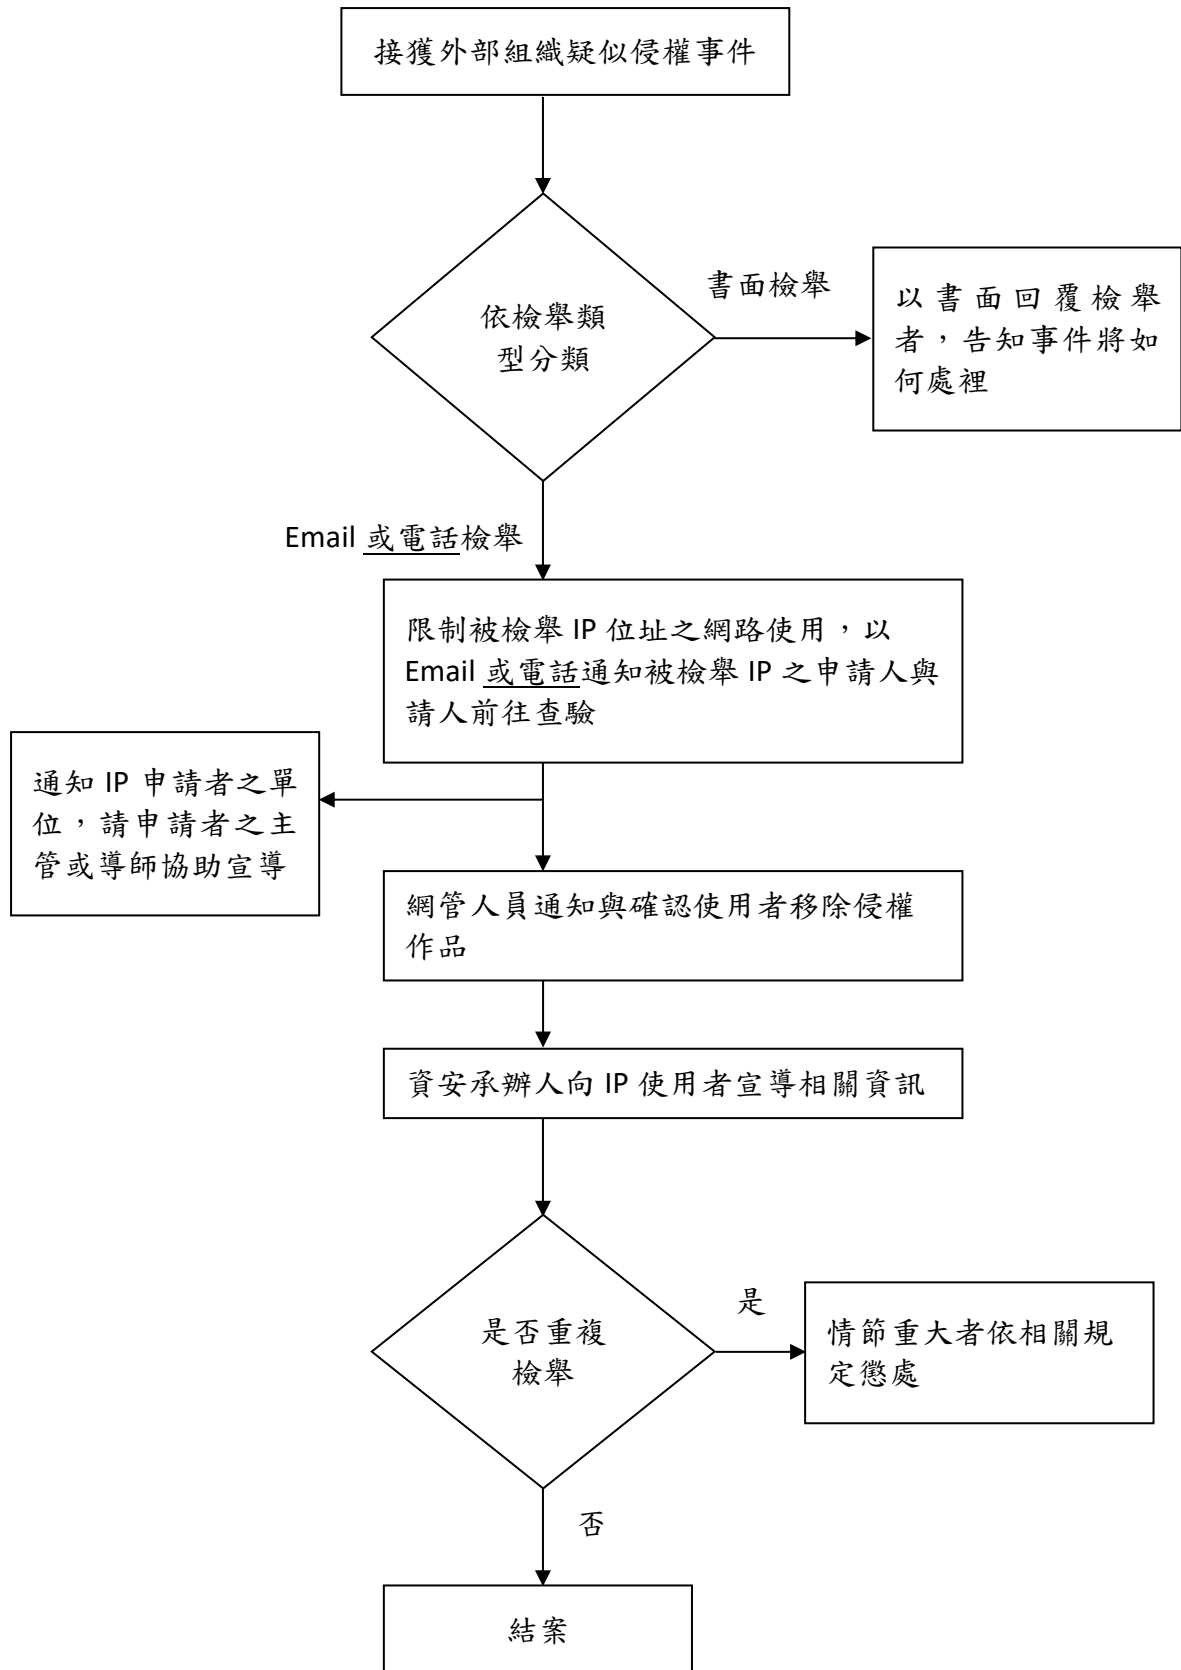 接獲外部組織疑似侵權事件
依檢舉類
型分類
書面檢舉
以書面回覆檢舉
者，告知事件將如
何處裡
Email 或電話檢舉
限制被檢舉 IP 位址之網路使用，以
Email 或電話通知被檢舉 IP 之申請人與
請人前往查驗
通知 IP 申請者之單
位，請申請者之主
管或導師協助宣導
網管人員通知與確認使用者移除侵權
作品
資安承辦人向 IP 使用者宣導相關資訊
是否重複
檢舉
是
情節重大者依相關規
定懲處
否
結案